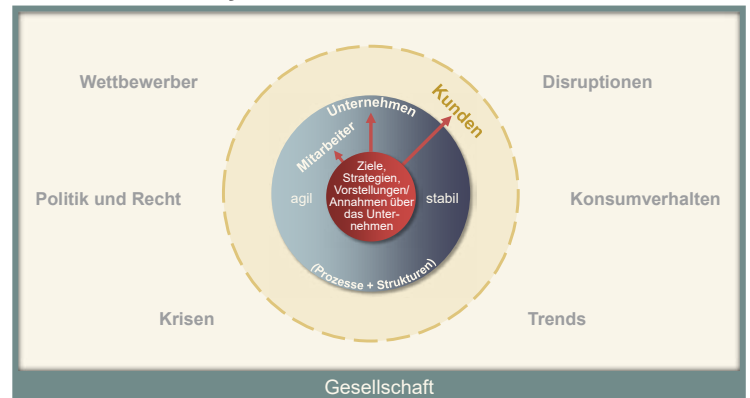 Wettbewerber
Disruptionen
Kunden
Unternehmen
Mitarbeiter
Ziele,
Strategien,
Vorstellungen/
Annahmen über
das Unter-
nehmen
agil
stabil
Politik und Recht
Konsumverhalten
(Prozesse + Strukturen)
Krisen
Trends
Gesellschaft